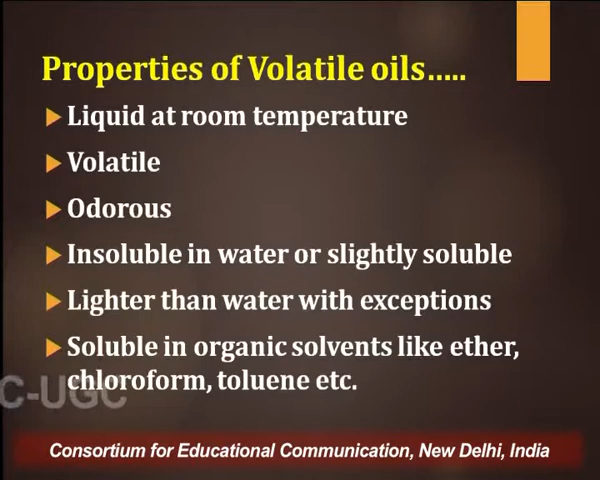 Properties of Volatile oils.....
Liquid at room temperature
Volatile
Odorous
Insoluble in water or slightly soluble
Lighter than water with exceptions
Soluble in organic solvents like ether,
chloroform, toluene etc.
C-UGC
Consortium for Educational Communication, New Delhi, India